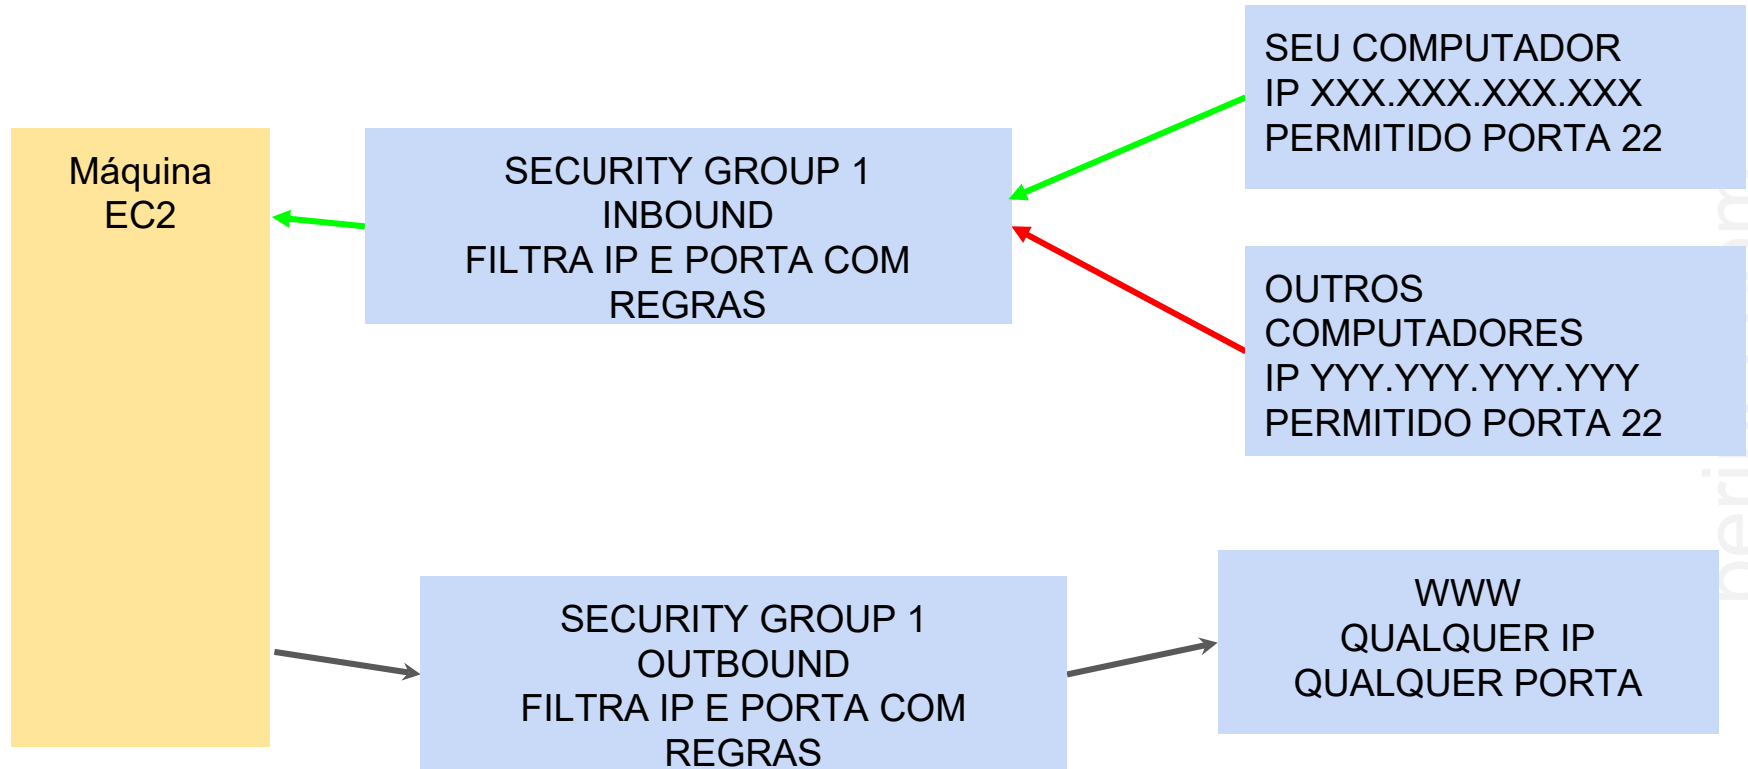 SEU COMPUTADOR
IP XXX.XXX.XXX.XXX
PERMITIDO PORTA 22
Máquina
EC2
SECURITY GROUP 1
INBOUND
FILTRA IP E PORTA COM
REGRAS
OUTROS
COMPUTADORES
IP YYY.YYY.YYY.YYY
PERMITIDO PORTA 22
SECURITY GROUP 1
OUTBOUND
FILTRA IP E PORTA COM
REGRAS
WWW
QUALQUER IP
QUALQUER PORTA